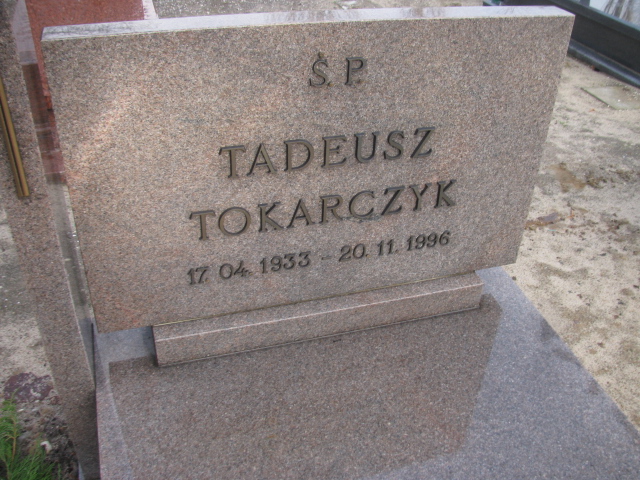 Ś. P.
TADEUSZ
TOKARCZYK
17. 04. 1933 - 20. 11. 1996